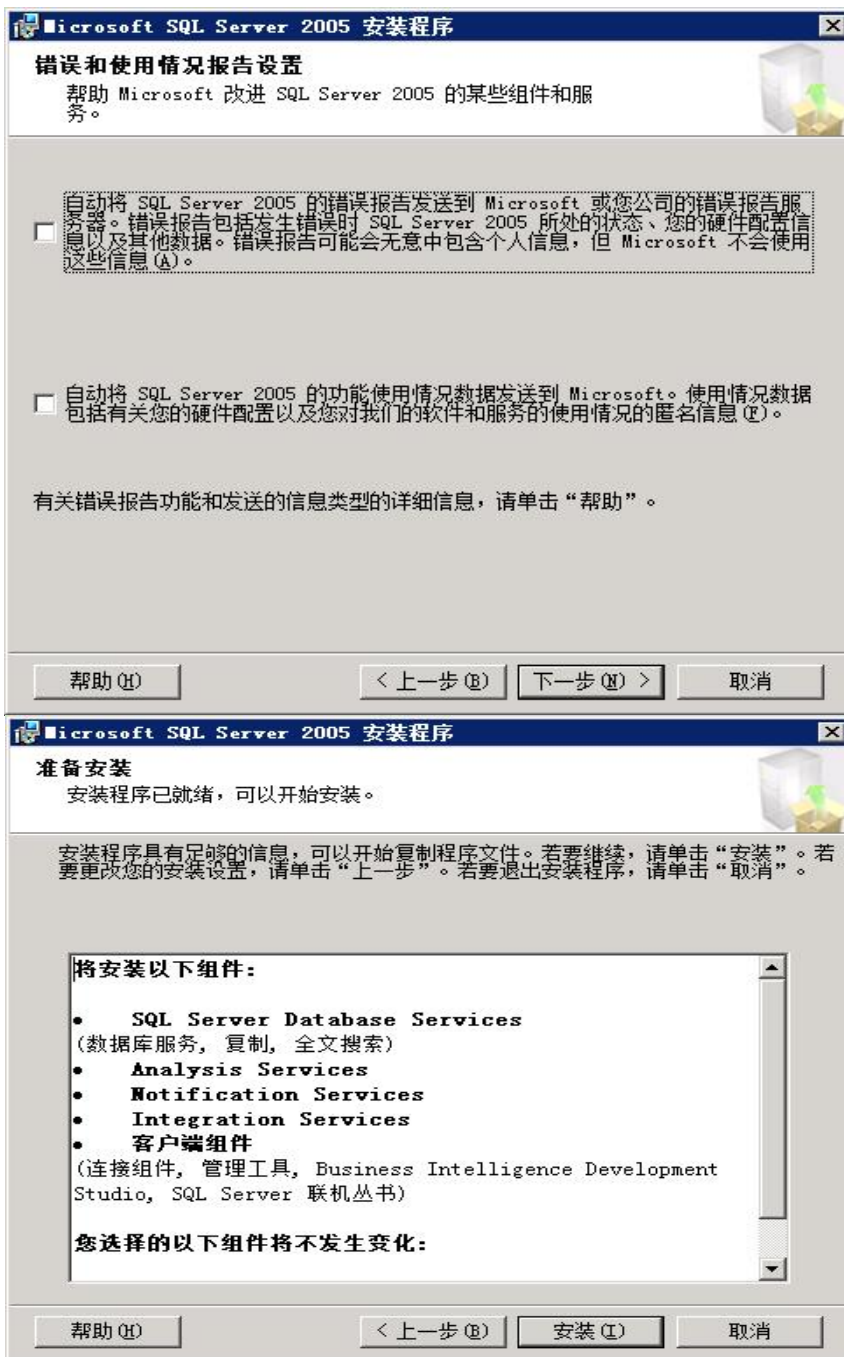 Microsoft SQL Server 2005 安装程序
错误和使用情况报告设置
帮助 Microsoft 改进 SQL Server 2005 的某些组件和服
务。
自动将 SQL Server 2005 的错误报告发送到 Microsoft 或您公司的错误报告服
务器。错误报告包括发生错误时 SQL Server 2005 所处的状态、您的硬件配置信
息以及其他数据。错误报告可能会无意中包含个人信息，但 Microsoft 不会使用
这些信息(A)。
自动将 SQL Server 2005 的功能使用情况数据发送到 Microsoft。使用情况数据
包括有关您的硬件配置以及您对我们的软件和服务的使用情况的匿名信息(F)。
有关错误报告功能和发送的信息类型的详细信息，请单击“帮助”。
帮助(H) < 上一步(B) 下一步(N) > 取消
Microsoft SQL Server 2005 安装程序
准备安装
安装程序已就绪，可以开始安装。
安装程序具有足够的信息，可以开始复制程序文件。若要继续，请单击“安装”。若
要更改您的安装设置，请单击“上一步”。若要退出安装程序，请单击“取消”。
将安装以下组件:
• SQL Server Database Services
(数据库服务, 复制, 全文搜索)
• Analysis Services
• Notification Services
• Integration Services
• 客户端组件
(连接组件, 管理工具, Business Intelligence Development
Studio, SQL Server 联机丛书)
您选择的以下组件将不发生变化:
帮助(H) < 上一步(B) 安装(I) 取消